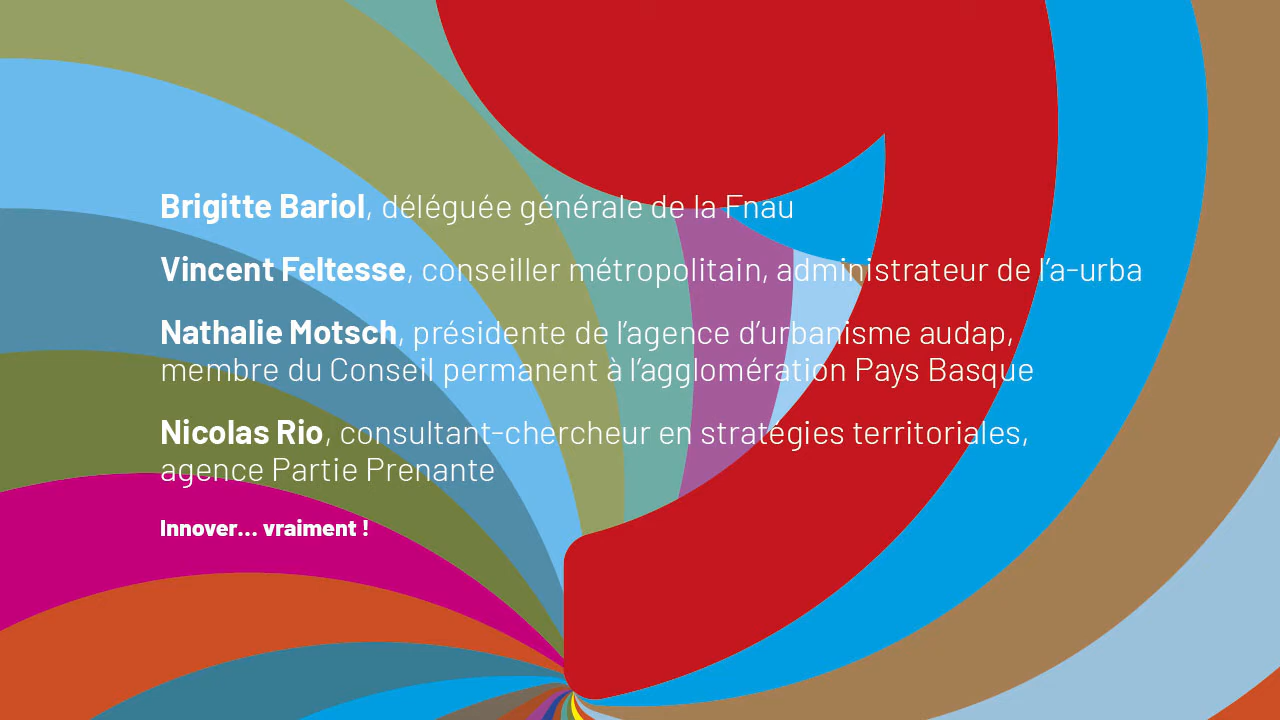 Brigitte Bariol, déléguée générale de la Fnau
Vincent Feltesse, conseiller métropolitain, administrateur de l’a-urba
Nathalie Motsch, présidente de l’agence d’urbanisme audap,
membre du Conseil permanent à l’agglomération Pays Basque
Nicolas Rio, consultant-chercheur en stratégies territoriales,
agence Partie Prenante
Innover... vraiment !